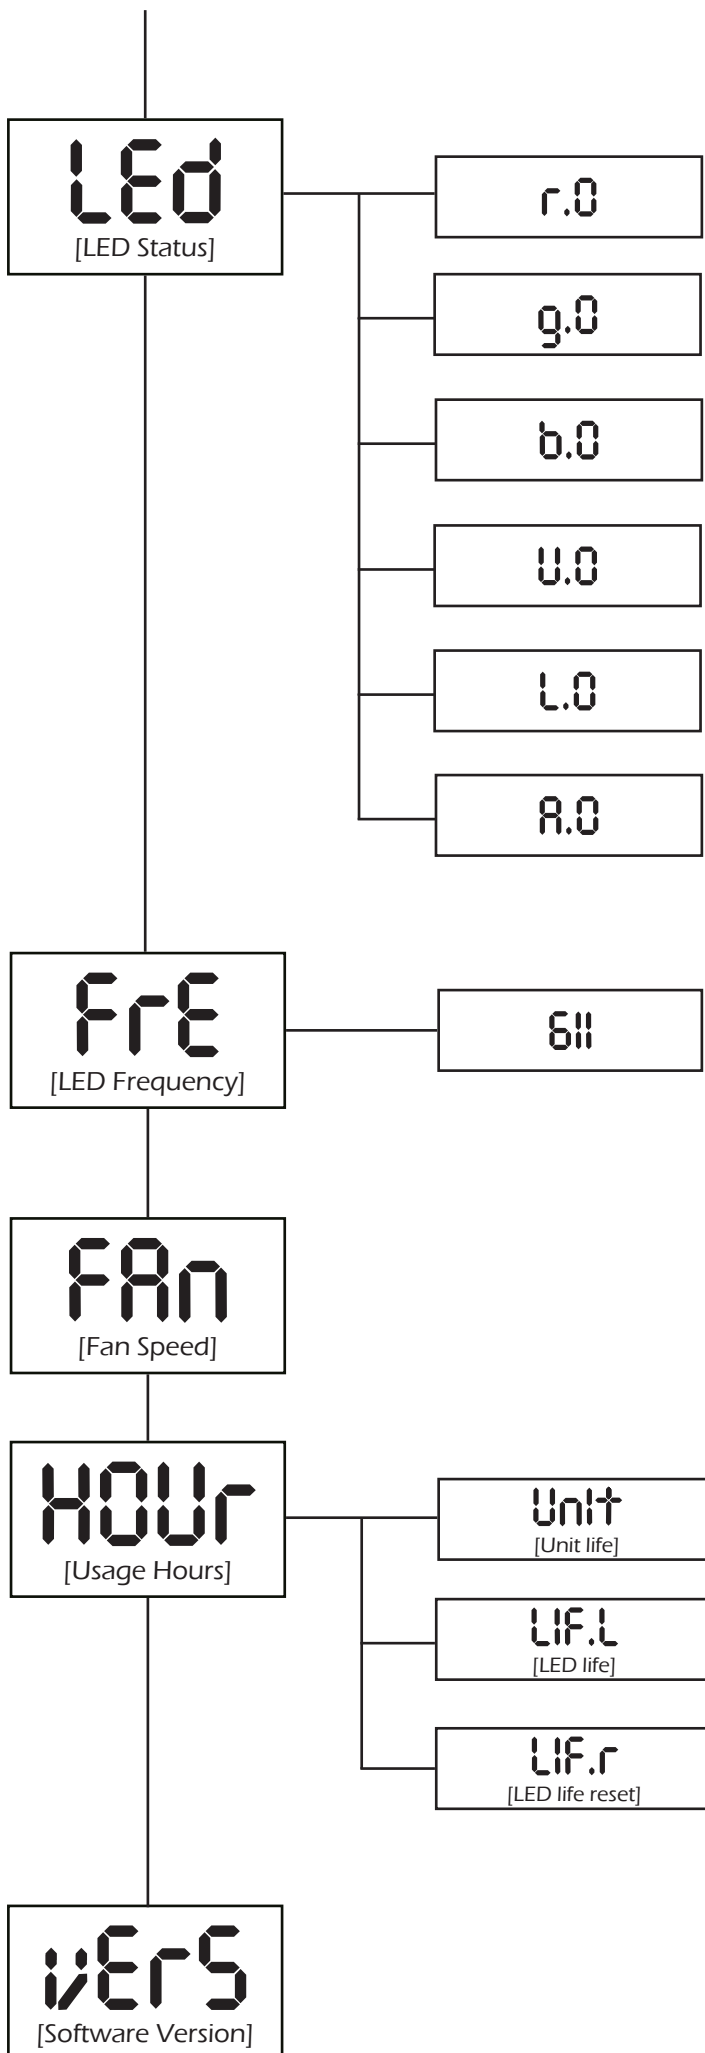 LEd
[LED Status]
r.0
g.0
b.0
U.0
L.0
A.0
FrE
[LED Frequency]
611
FAn
[Fan Speed]
HOUr
[Usage Hours]
UnIt
[Unit life]
LIF.L
[LED life]
LIF.r
[LED life reset]
vErS
[Software Version]